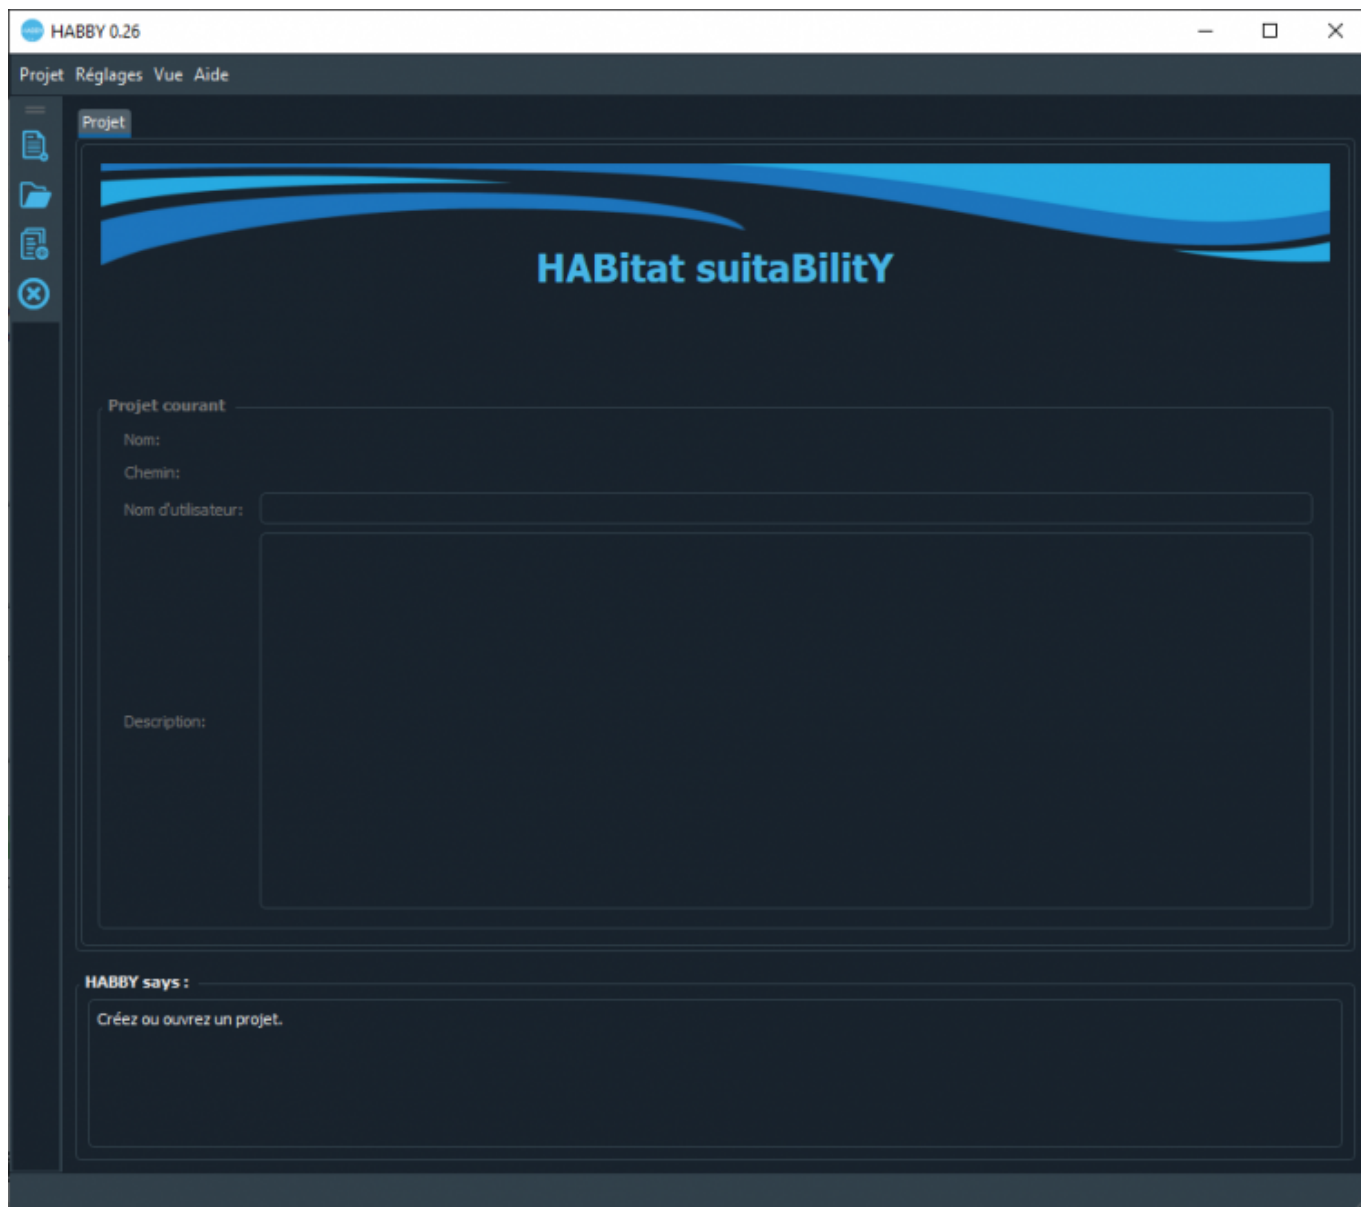 HABBY 0.26
Projet Réglages Vue Aide
Projet
HABitat suitaBilitY
Projet courant
Nom:
Chemin:
Nom d'utilisateur:
Description:
HABBY says :
Créez ou ouvrez un projet.